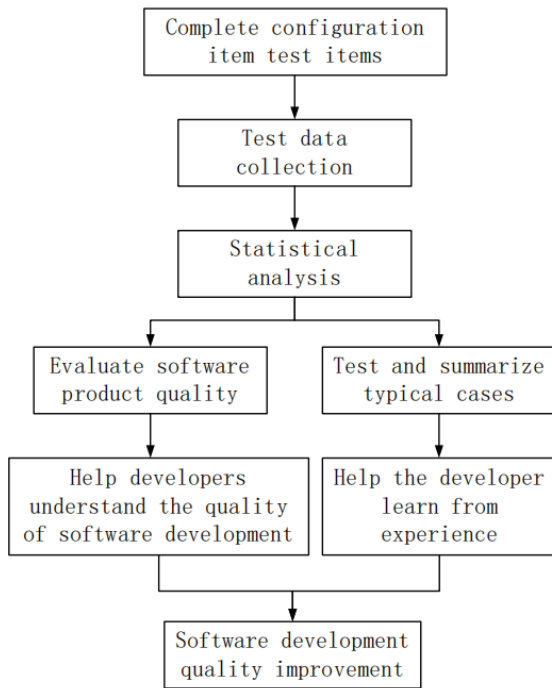 Complete configuration
item test items
Test data
collection
Statistical
analysis
Evaluate software
product quality
Test and summarize
typical cases
Help developers
understand the quality
of software development
Help the developer
learn from
experience
Software development
quality improvement